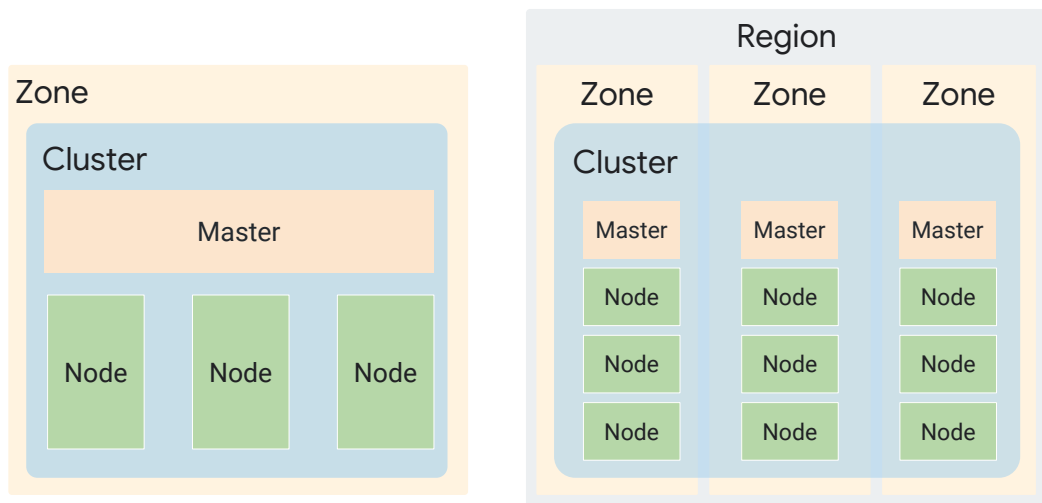 Zone
Cluster
Master
Node Node Node
Region
Zone Zone Zone
Cluster
Master Master Master
Node Node Node
Node Node Node
Node Node Node